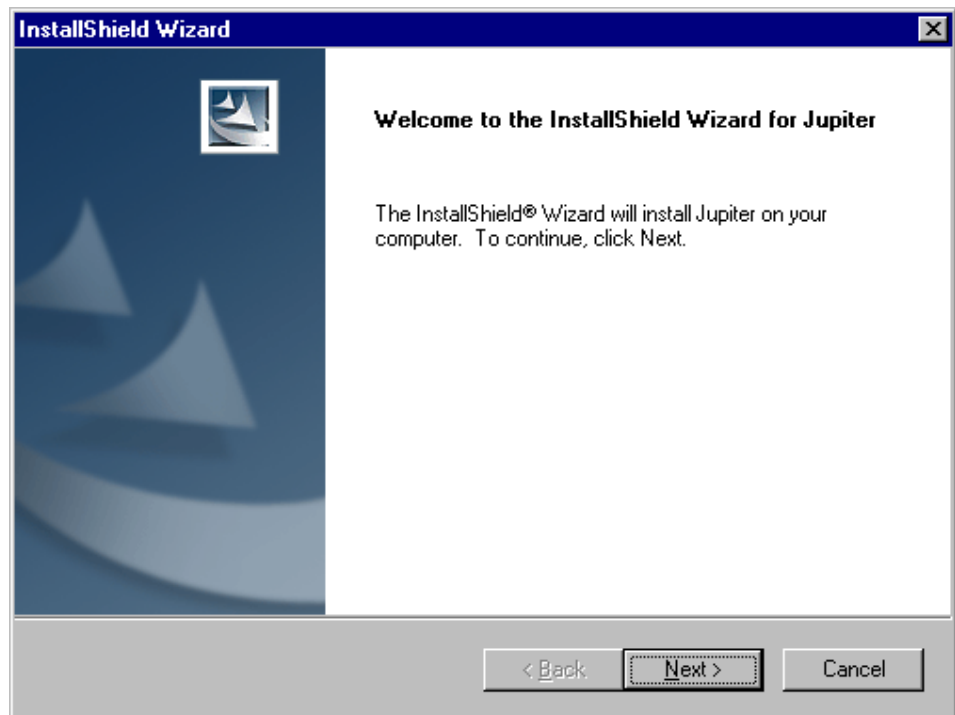 InstallShield Wizard
Welcome to the InstallShield Wizard for Jupiter
The InstallShield® Wizard will install Jupiter on your
computer. To continue, click Next.
< Back
Next >
Cancel